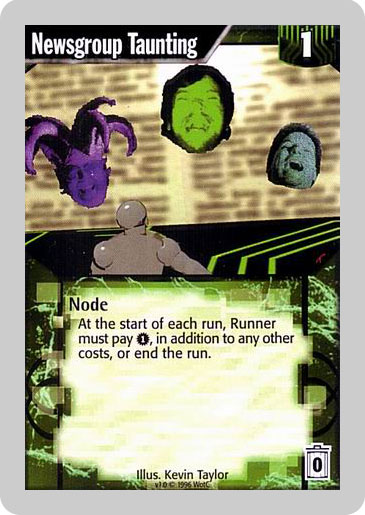 Newsgroup Taunting
1
Node
At the start of each run, Runner
must pay 1, in addition to any other
costs, or end the run.
0
Illus. Kevin Taylor
v1.0 © 1996 WotC